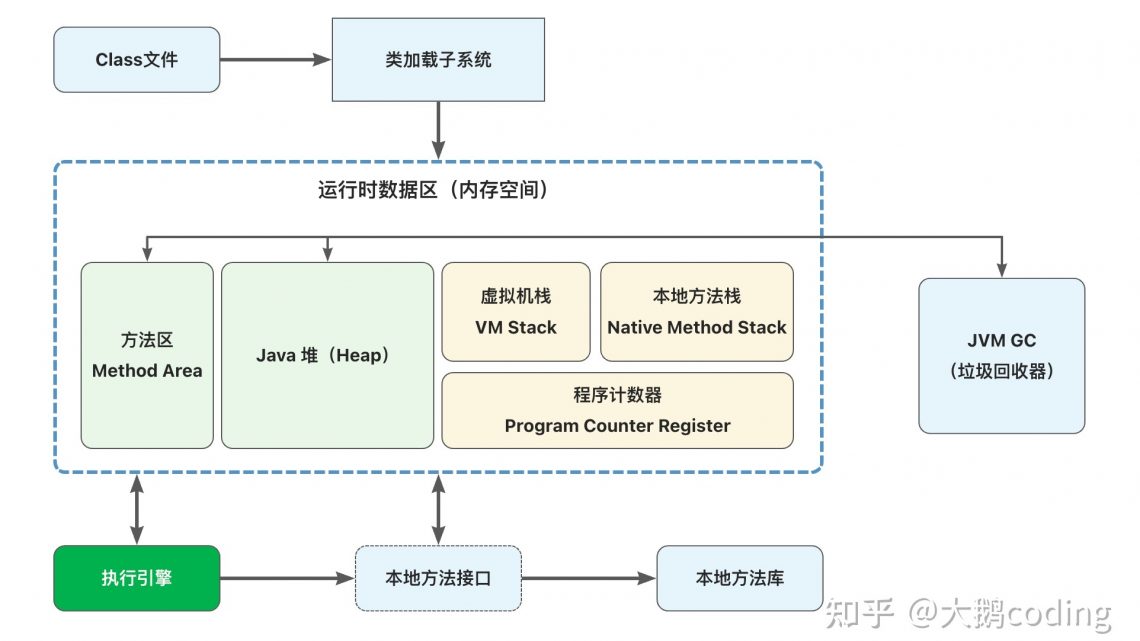 Class文件
类加载子系统
运行时数据区（内存空间）
方法区
Method Area
Java 堆（Heap）
虚拟机栈
VM Stack
本地方法栈
Native Method Stack
程序计数器
Program Counter Register
JVM GC
（垃圾回收器）
执行引擎
本地方法接口
本地方法库
知乎 @大鹅coding